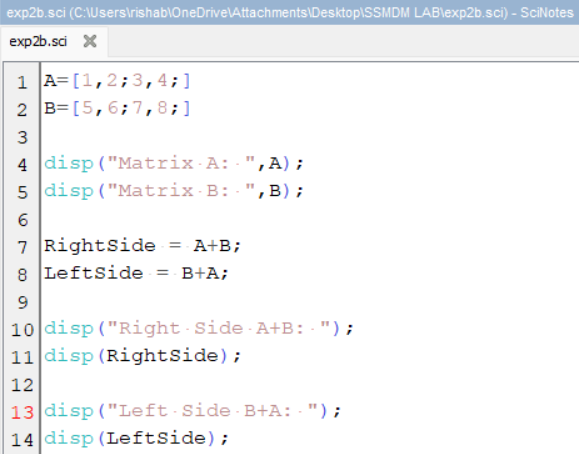 exp2b.sci (C:\Users\rishab\OneDrive\Attachments\Desktop\SSMDM LAB\exp2b.sci) - SciNotes
exp2b.sci
1 A=[1,2;3,4;]
2 B=[5,6;7,8;]
3
4 disp("Matrix A: ",A);
5 disp("Matrix B: ",B);
6
7 RightSide = A+B;
8 LeftSide = B+A;
9
10 disp("Right Side A+B: ");
11 disp(RightSide);
12
13 disp("Left Side B+A: ");
14 disp(LeftSide);